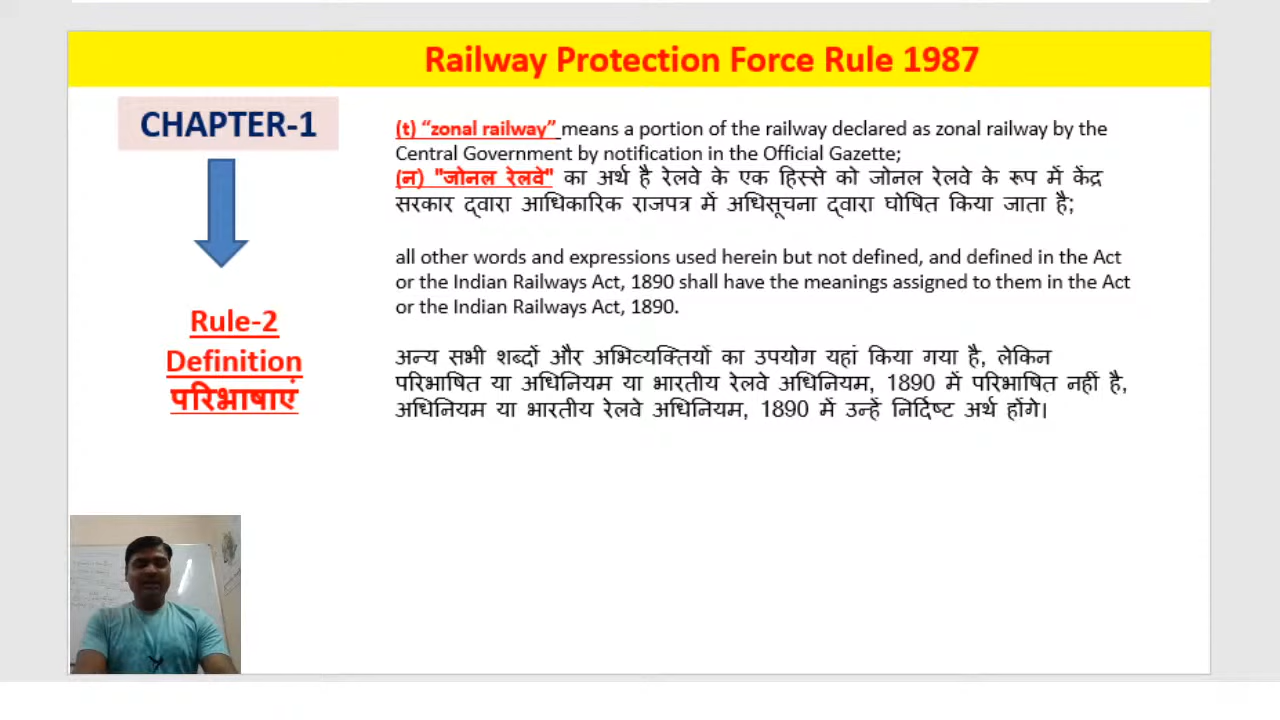 Railway Protection Force Rule 1987
CHAPTER-1
Rule-2
Definition
परिभाषाएं
(t) “zonal railway” means a portion of the railway declared as zonal railway by the
Central Government by notification in the Official Gazette;
(न) "जोनल रेलवे" का अर्थ है रेलवे के एक हिस्से को जोनल रेलवे के रूप में केंद्र
सरकार द्वारा आधिकारिक राजपत्र में अधिसूचना द्वारा घोषित किया जाता है;
all other words and expressions used herein but not defined, and defined in the Act
or the Indian Railways Act, 1890 shall have the meanings assigned to them in the Act
or the Indian Railways Act, 1890.
अन्य सभी शब्दों और अभिव्यक्तियों का उपयोग यहां किया गया है, लेकिन
परिभाषित या अधिनियम या भारतीय रेलवे अधिनियम, 1890 में परिभाषित नहीं है,
अधिनियम या भारतीय रेलवे अधिनियम, 1890 में उन्हें निर्दिष्ट अर्थ होंगे।